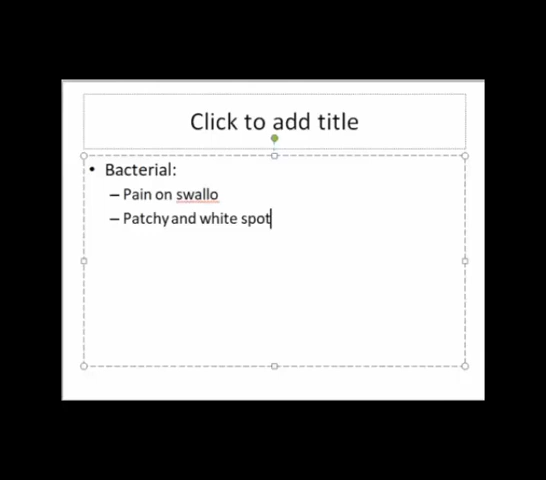 Click to add title
• Bacterial:
– Pain on swallo
– Patchy and white spot